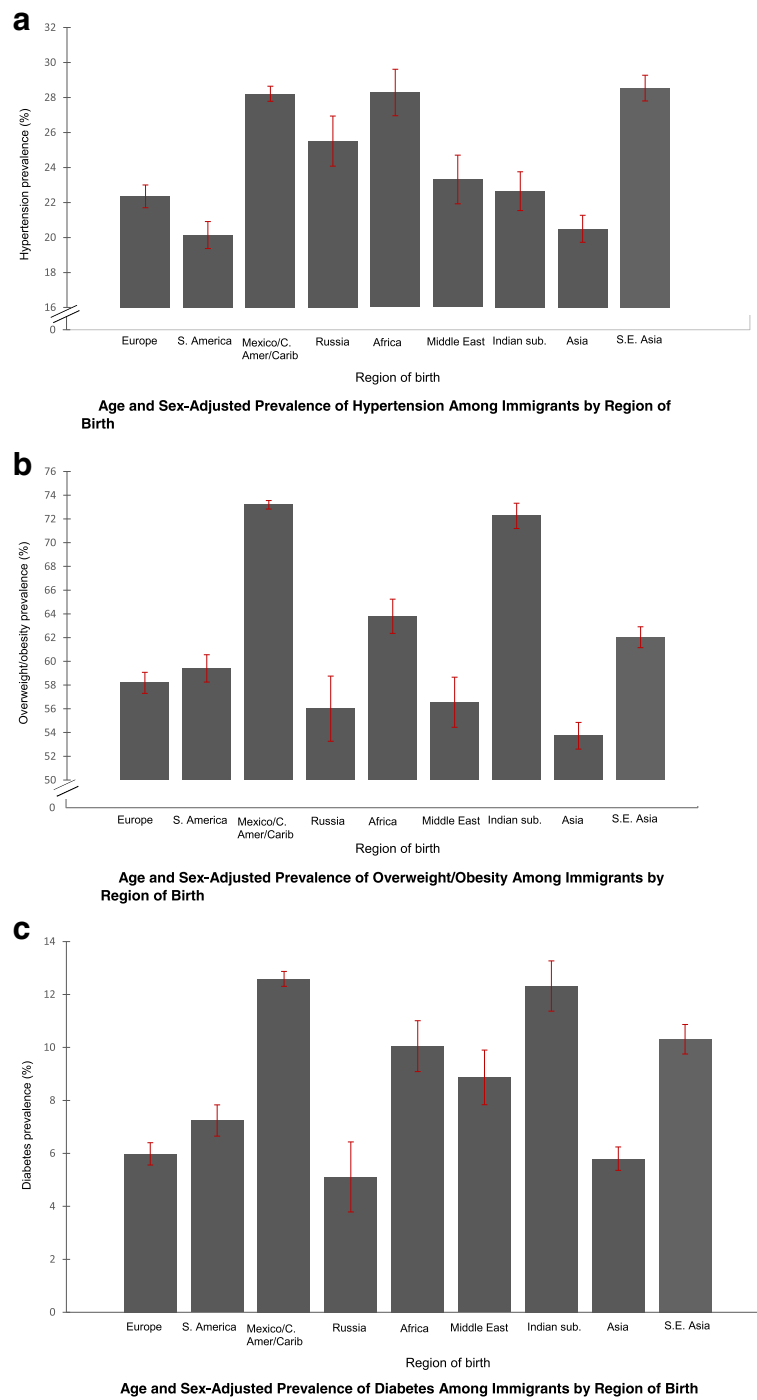 a
Hypertension prevalence (%)
32
30
28
26
24
22
20
18
16
0
Europe
S. America
Mexico/C.
Amer/Carib
Russia
Africa
Middle East
Indian sub.
Asia
S.E. Asia
Region of birth
Age and Sex-Adjusted Prevalence of Hypertension Among Immigrants by Region of
Birth
b
Overweight/obesity prevalence (%)
76
74
72
70
68
66
64
62
60
58
56
54
52
50
0
Europe
S. America
Mexico/C.
Amer/Carib
Russia
Africa
Middle East
Indian sub.
Asia
S.E. Asia
Region of birth
Age and Sex-Adjusted Prevalence of Overweight/Obesity Among Immigrants by
Region of Birth
c
Diabetes prevalence (%)
14
12
10
8
6
4
2
0
Europe
S. America
Mexico/C.
Amer/Carib
Russia
Africa
Middle East
Indian sub.
Asia
S.E. Asia
Region of birth
Age and Sex-Adjusted Prevalence of Diabetes Among Immigrants by Region of Birth